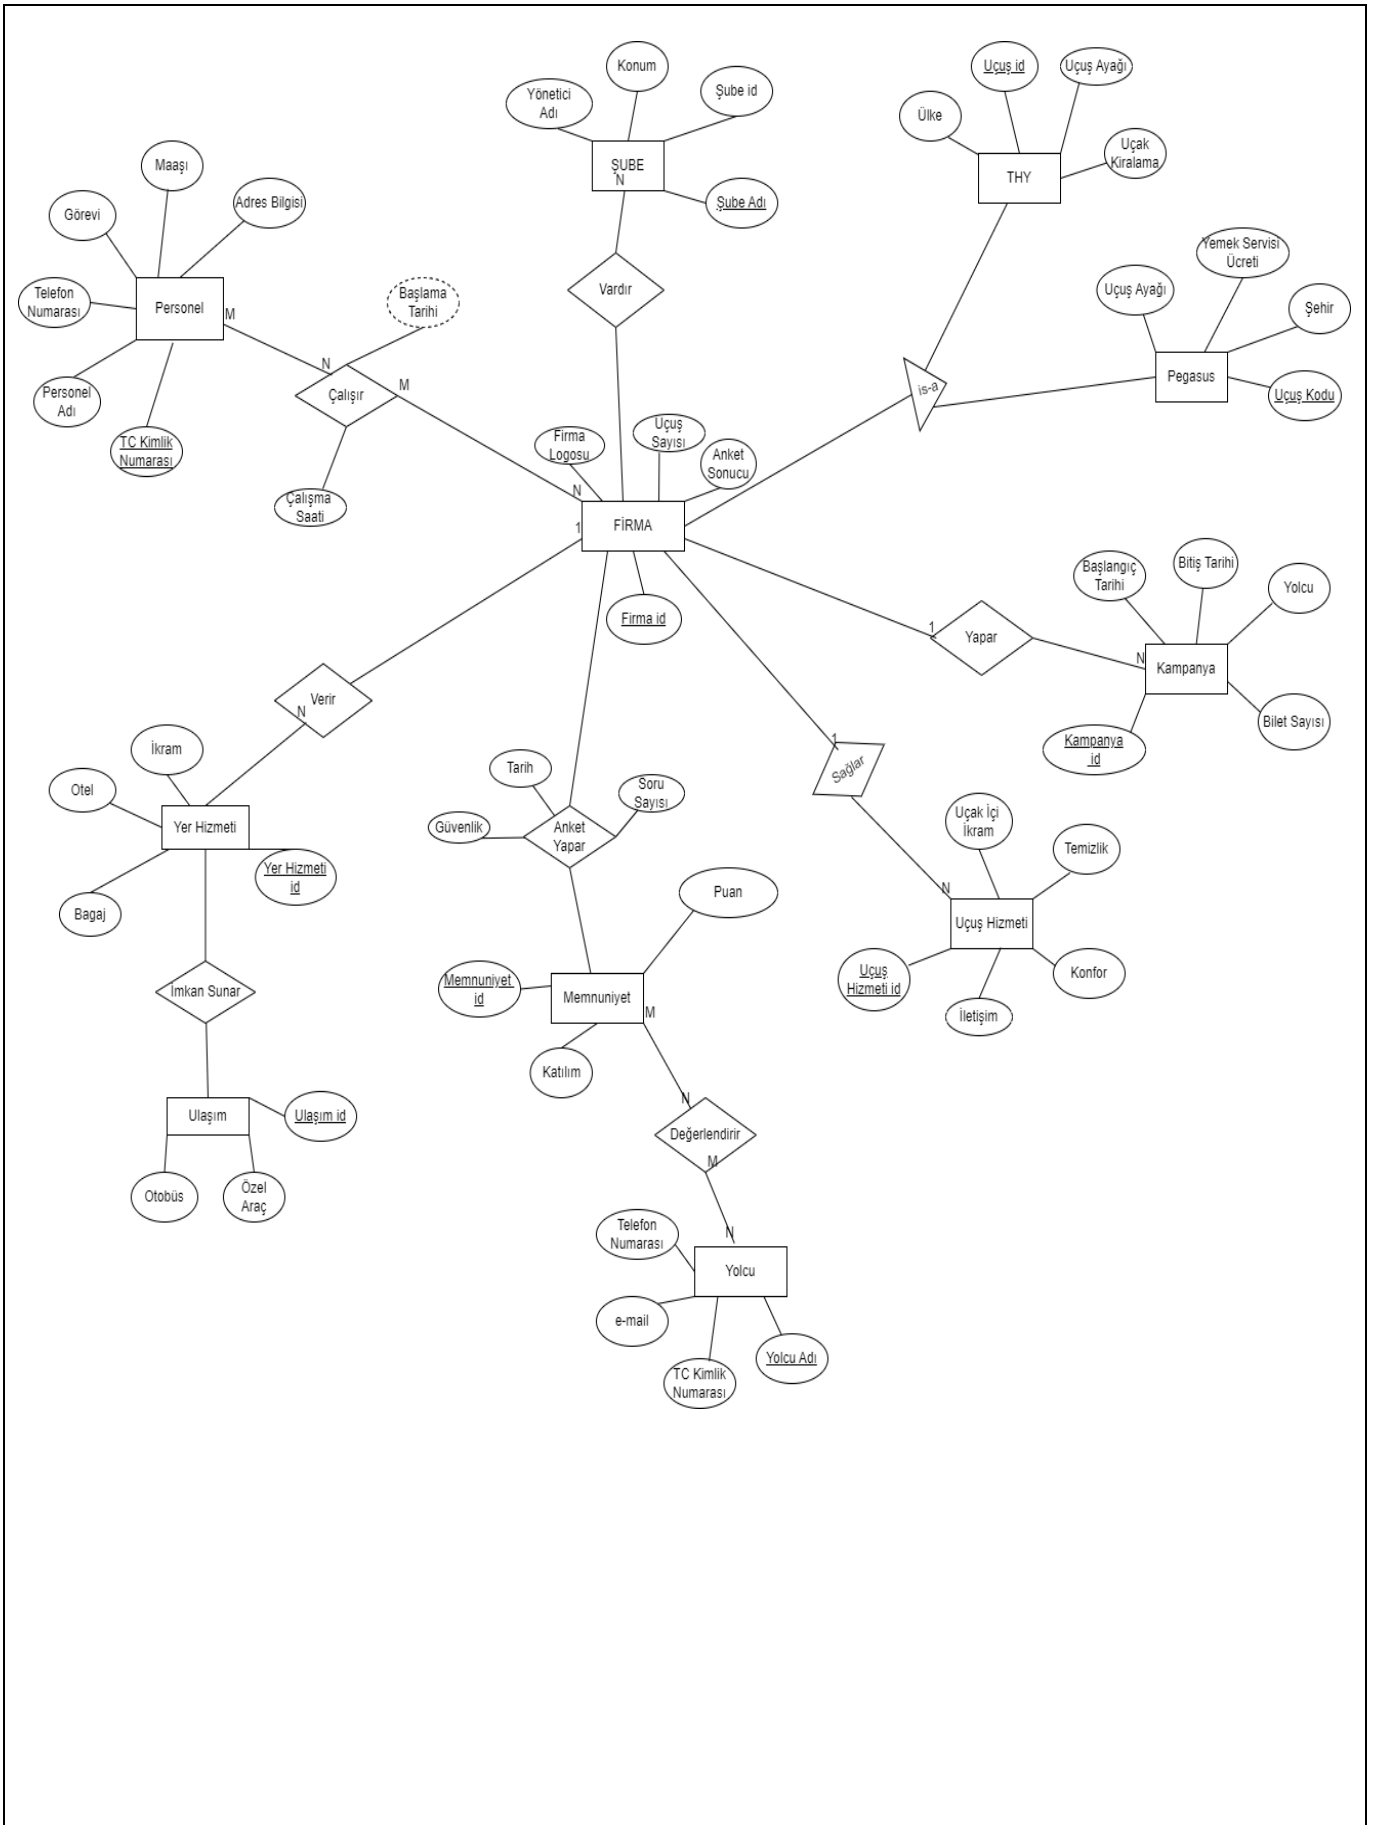 Konum
Uçuş id
Uçuş Ayağı
Yönetici
Adı
Şube id
Ülke
Uçak
Kiralama
ŞUBE
N
THY
Maaşı
Adres Bilgisi
Şube Adı
Görevi
Yemek Servisi
Ücreti
Vardır
Uçuş Ayağı
Şehir
Telefon
Numarası
Personel
M
Başlama
Tarihi
Pegasus
Uçuş Kodu
is-a
N
Çalışır
M
Personel
Adı
TC Kimlik
Numarası
Firma
Logosu
Uçuş
Sayısı
Anket
Sonucu
Çalışma
Saati
N
1
FİRMA
Başlangıç
Tarihi
Bitiş Tarihi
Yolcu
Firma id
1
Yapar
N
Kampanya
Verir
N
Kampanya
id
Bilet Sayısı
İkram
1
Sağlar
Otel
Tarih
Soru
Sayısı
Yer Hizmeti
Güvenlik
Anket
Yapar
Uçak İçi
İkram
Temizlik
Yer Hizmeti
id
Bagaj
Puan
N
Uçuş Hizmeti
İmkan Sunar
Memnuniyet
id
Memnuniyet
M
Uçuş
Hizmeti id
İletişim
Konfor
Katılım
Ulaşım
Ulaşım id
N
Değerlendirir
M
Otobüs
Özel
Araç
Telefon
Numarası
N
Yolcu
e-mail
TC Kimlik
Numarası
Yolcu Adı